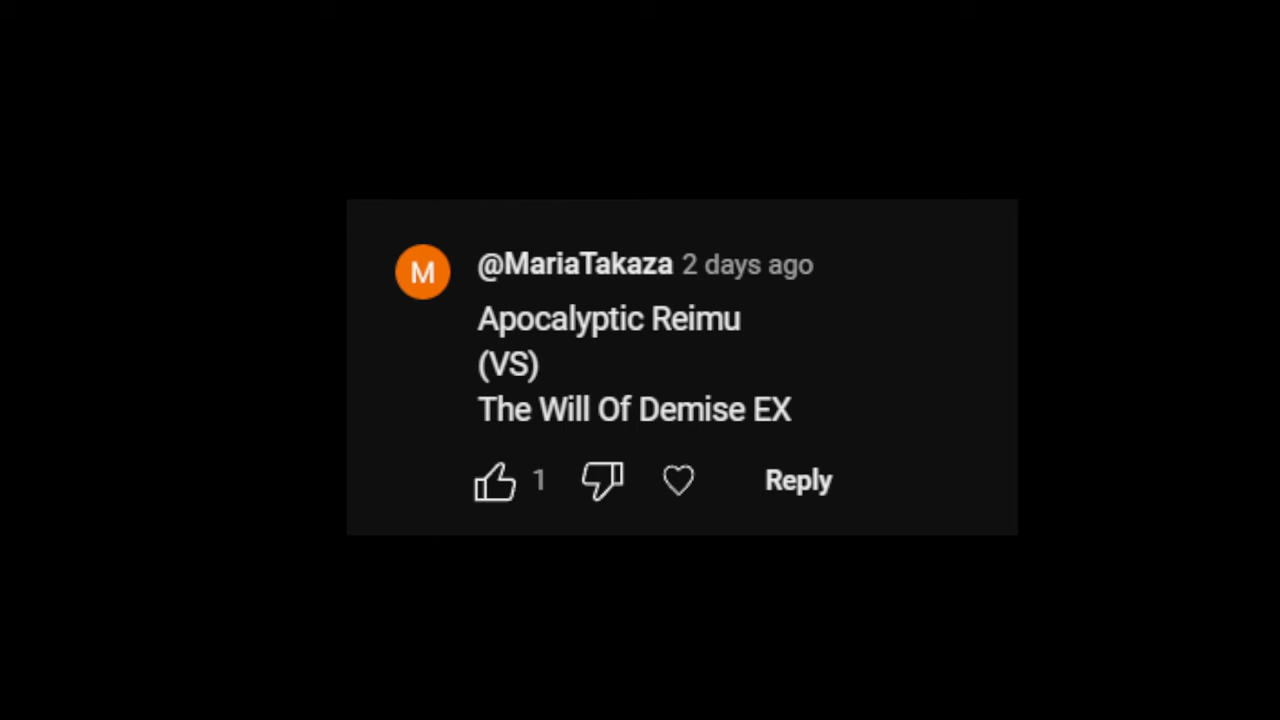 M
@MariaTakaza 2 days ago
Apocalyptic Reimu
(VS)
The Will Of Demise EX
1 Reply